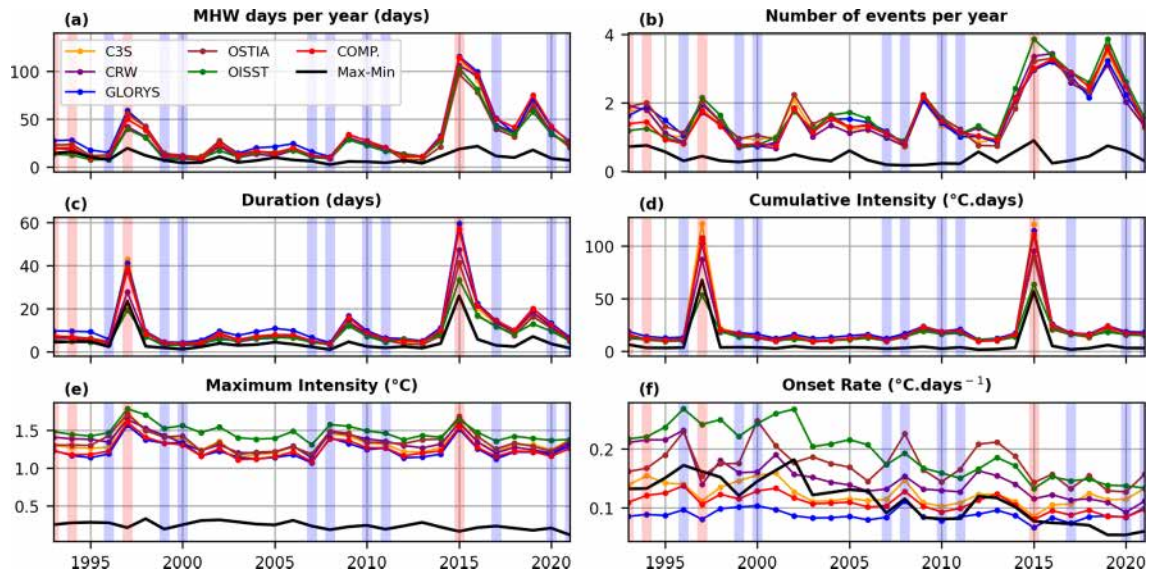 (a) MHW days per year (days)
C3S
CRW
GLORYS
OSTIA
OISST
COMP.
Max-Min
100
50
0
(b) Number of events per year
4
2
0
(c) Duration (days)
60
40
20
0
(d) Cumulative Intensity (°C.days)
100
50
0
(e) Maximum Intensity (°C)
1.5
1.0
0.5
1995 2000 2005 2010 2015 2020
(f) Onset Rate (°C.days⁻¹)
0.2
0.1
1995 2000 2005 2010 2015 2020